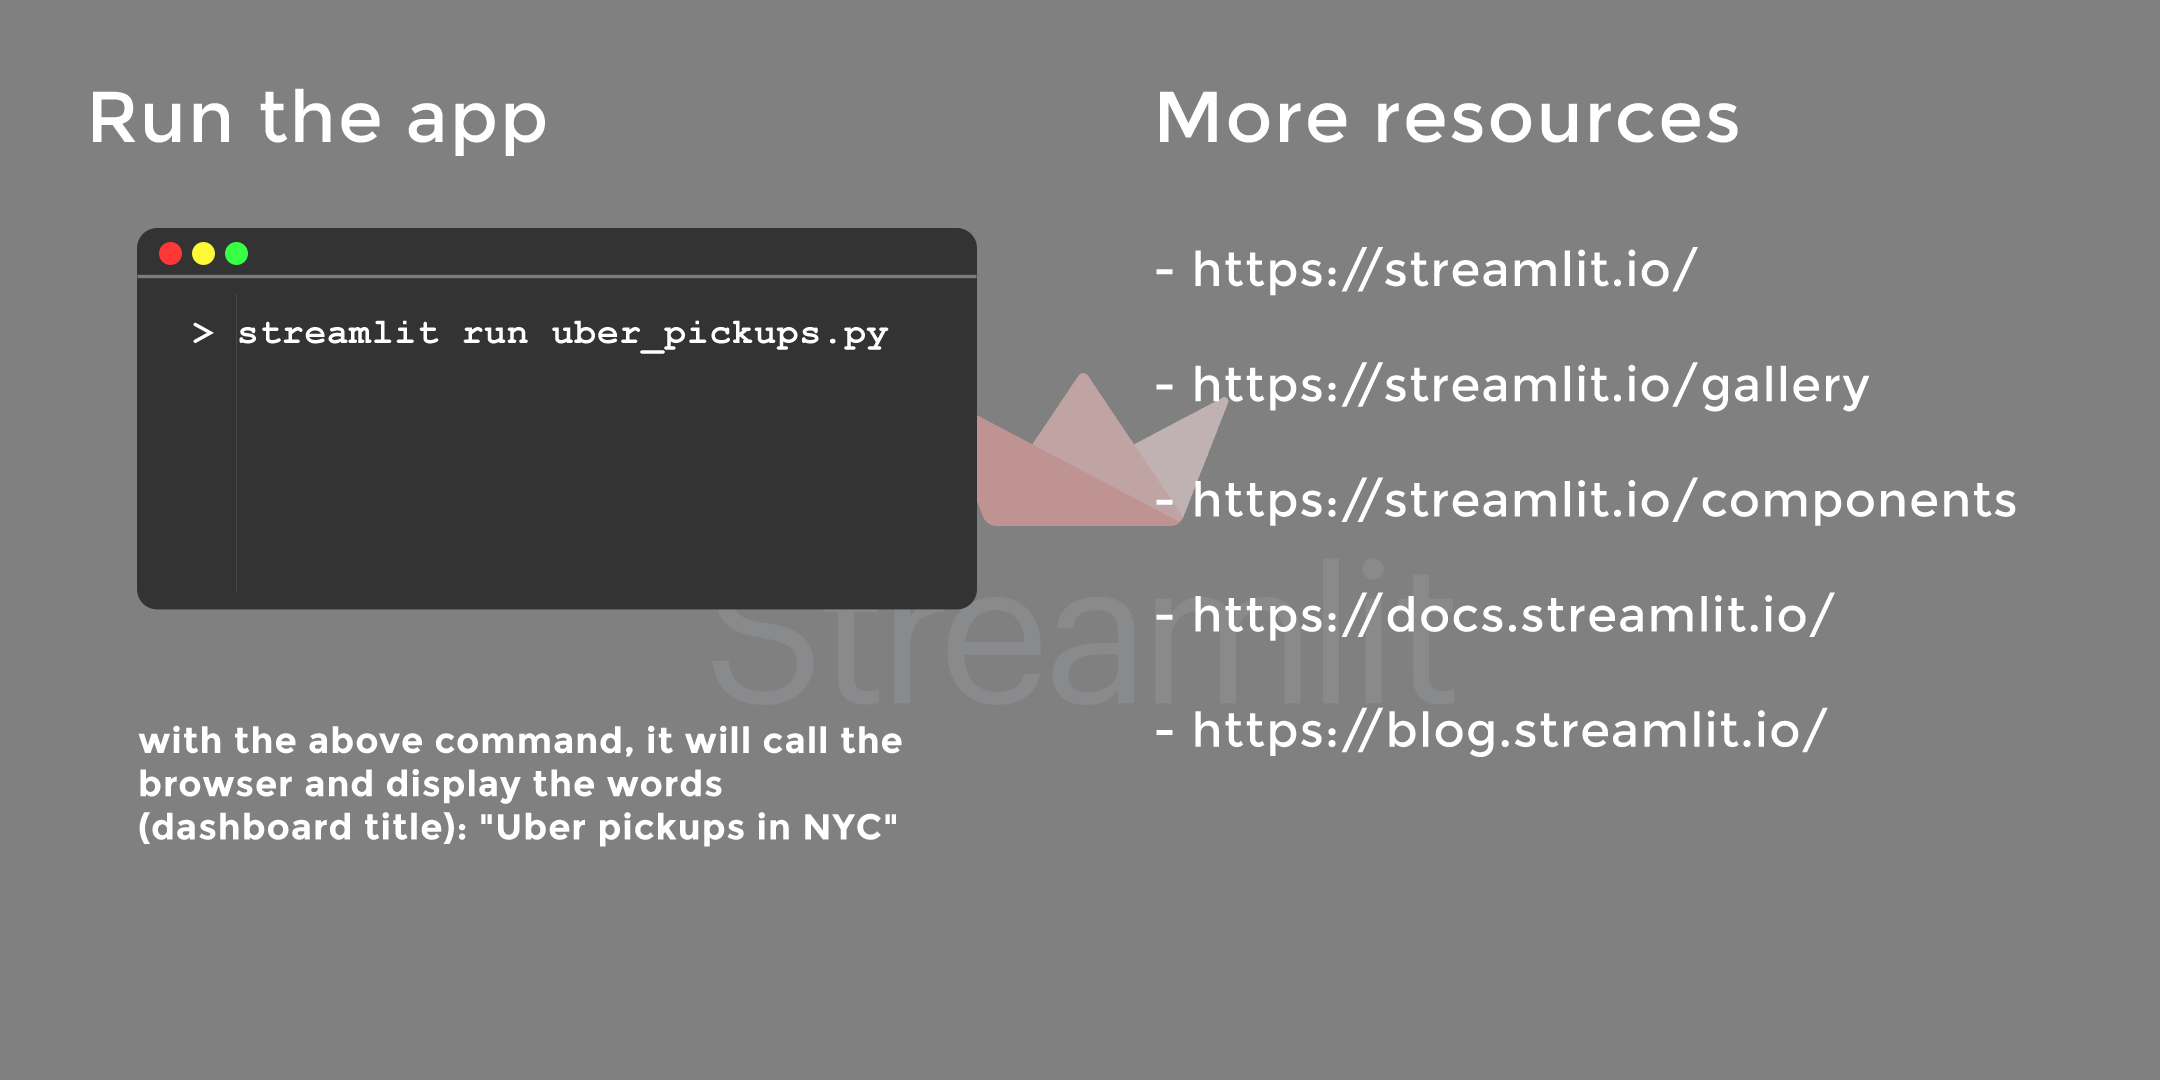 Run the app
> streamlit run uber_pickups.py
with the above command, it will call the
browser and display the words
(dashboard title): "Uber pickups in NYC"
More resources
- https://streamlit.io/
- https://streamlit.io/gallery
- https://streamlit.io/components
- https://docs.streamlit.io/
- https://blog.streamlit.io/
Streamlit